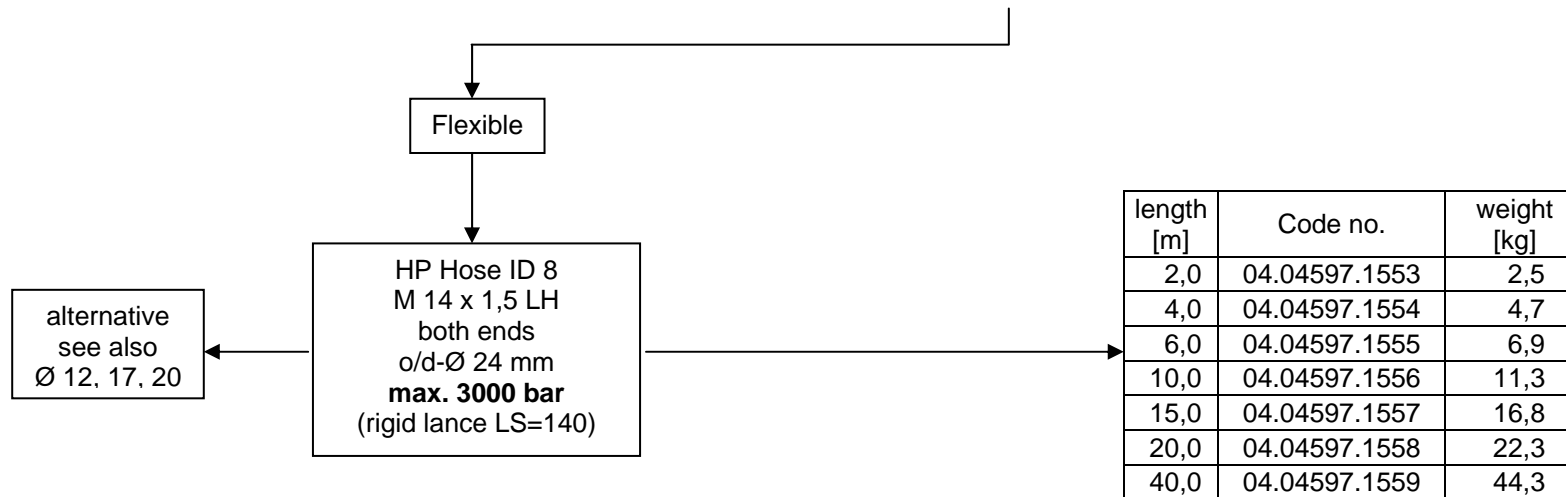 Flexible
HP Hose ID 8
M 14 x 1,5 LH
both ends
o/d-Ø 24 mm
max. 3000 bar
(rigid lance LS=140)
alternative
see also
Ø 12, 17, 20
length [m] Code no. weight [kg]
2,0 04.04597.1553 2,5
4,0 04.04597.1554 4,7
6,0 04.04597.1555 6,9
10,0 04.04597.1556 11,3
15,0 04.04597.1557 16,8
20,0 04.04597.1558 22,3
40,0 04.04597.1559 44,3